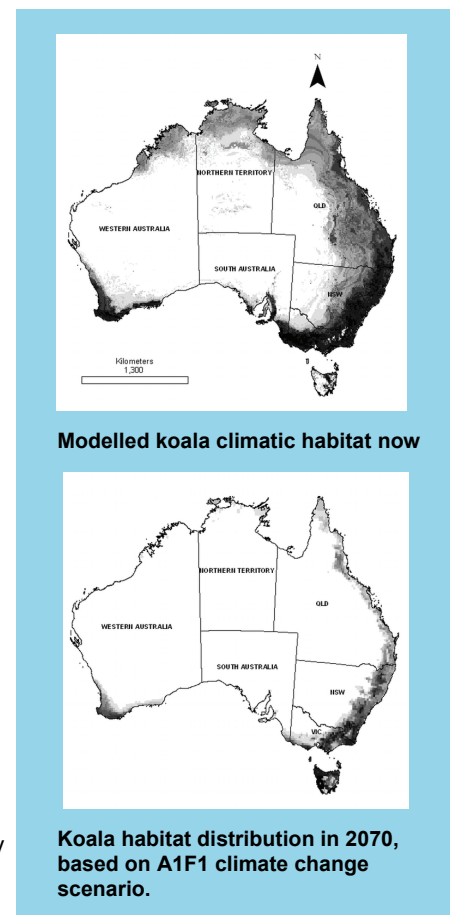 N
NORTHERN TERRITORY
QLD
WESTERN AUSTRALIA
SOUTH AUSTRALIA
NSW
Kilometers
1,300
Modelled koala climatic habitat now
NORTHERN TERRITORY
QLD
WESTERN AUSTRALIA
SOUTH AUSTRALIA
NSW
VIC
y
Koala habitat distribution in 2070,
based on A1F1 climate change
scenario.